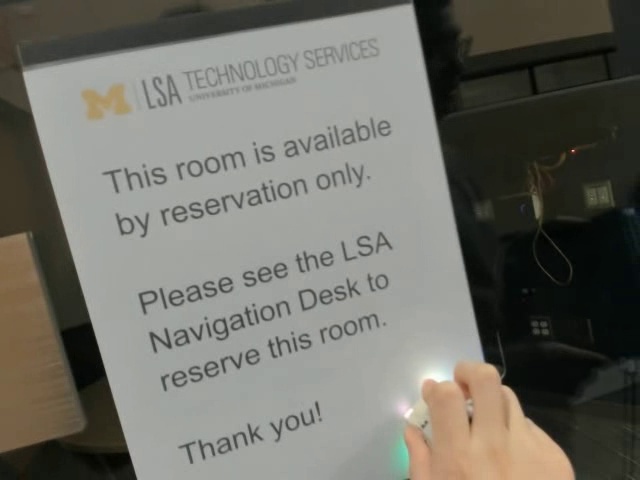 M LSA TECHNOLOGY SERVICES
UNIVERSITY OF MICHIGAN
This room is available
by reservation only.
Please see the LSA
Navigation Desk to
reserve this room.
Thank you!